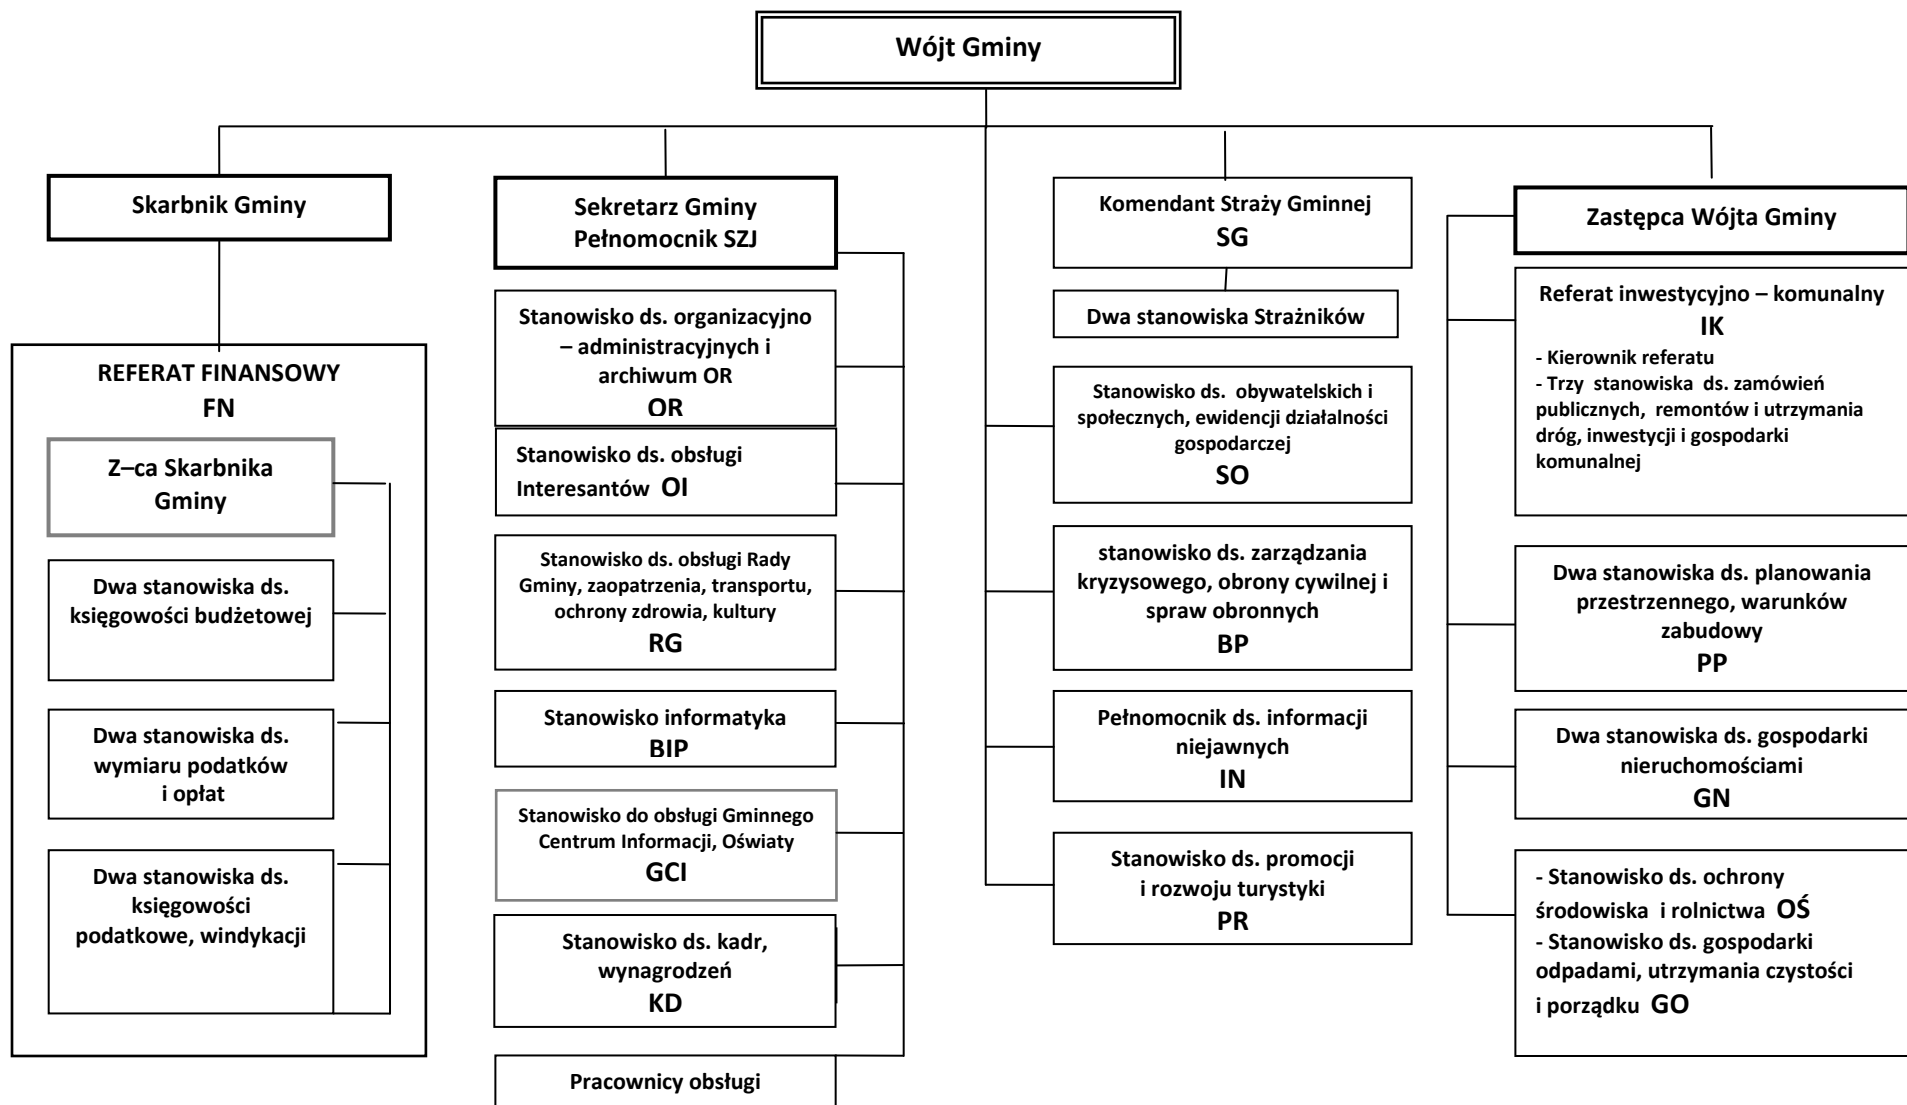 Wójt Gminy
Skarbnik Gminy
REFERAT FINANSOWY
FN
Z–ca Skarbnika
Gminy
Dwa stanowiska ds.
księgowości budżetowej
Dwa stanowiska ds.
wymiaru podatków
i opłat
Dwa stanowiska ds.
księgowości
podatkowe, windykacji
Sekretarz Gminy
Pełnomocnik SZJ
Stanowisko ds. organizacyjno
– administracyjnych i
archiwum OR
OR
Stanowisko ds. obsługi
Interesantów OI
Stanowisko ds. obsługi Rady
Gminy, zaopatrzenia, transportu,
ochrony zdrowia, kultury
RG
Stanowisko informatyka
BIP
Stanowisko do obsługi Gminnego
Centrum Informacji, Oświaty
GCI
Stanowisko ds. kadr,
wynagrodzeń
KD
Pracownicy obsługi
Komendant Straży Gminnej
SG
Dwa stanowiska Strażników
Stanowisko ds. obywatelskich i
społecznych, ewidencji działalności
gospodarczej
SO
stanowisko ds. zarządzania
kryzysowego, obrony cywilnej i
spraw obronnych
BP
Pełnomocnik ds. informacji
niejawnych
IN
Stanowisko ds. promocji
i rozwoju turystyki
PR
Zastępca Wójta Gminy
Referat inwestycyjno – komunalny
IK
- Kierownik referatu
- Trzy stanowiska ds. zamówień
publicznych, remontów i utrzymania
dróg, inwestycji i gospodarki
komunalnej
Dwa stanowiska ds. planowania
przestrzennego, warunków
zabudowy
PP
Dwa stanowiska ds. gospodarki
nieruchomościami
GN
- Stanowisko ds. ochrony
środowiska i rolnictwa OŚ
- Stanowisko ds. gospodarki
odpadami, utrzymania czystości
i porządku GO